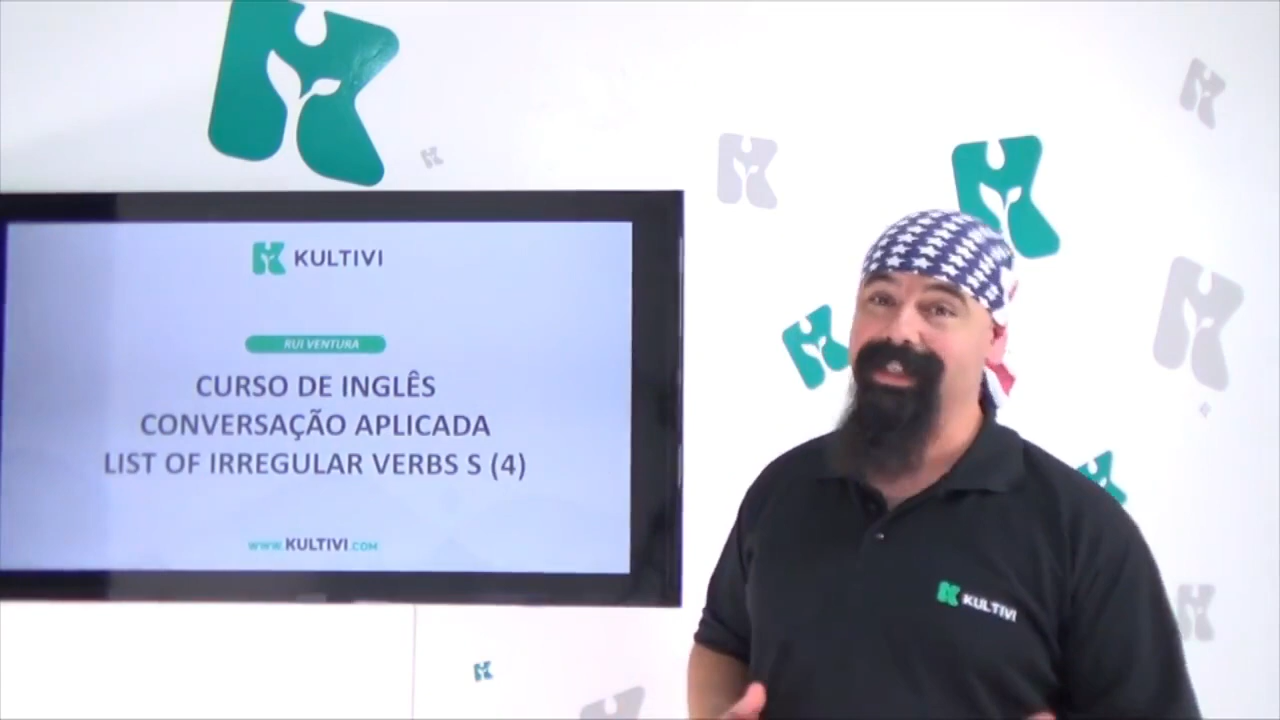 KULTIVI
RUI VENTURA
CURSO DE INGLÊS
CONVERSAÇÃO APLICADA
LIST OF IRREGULAR VERBS S (4)
WWW.KULTIVI.COM
KULTIVI